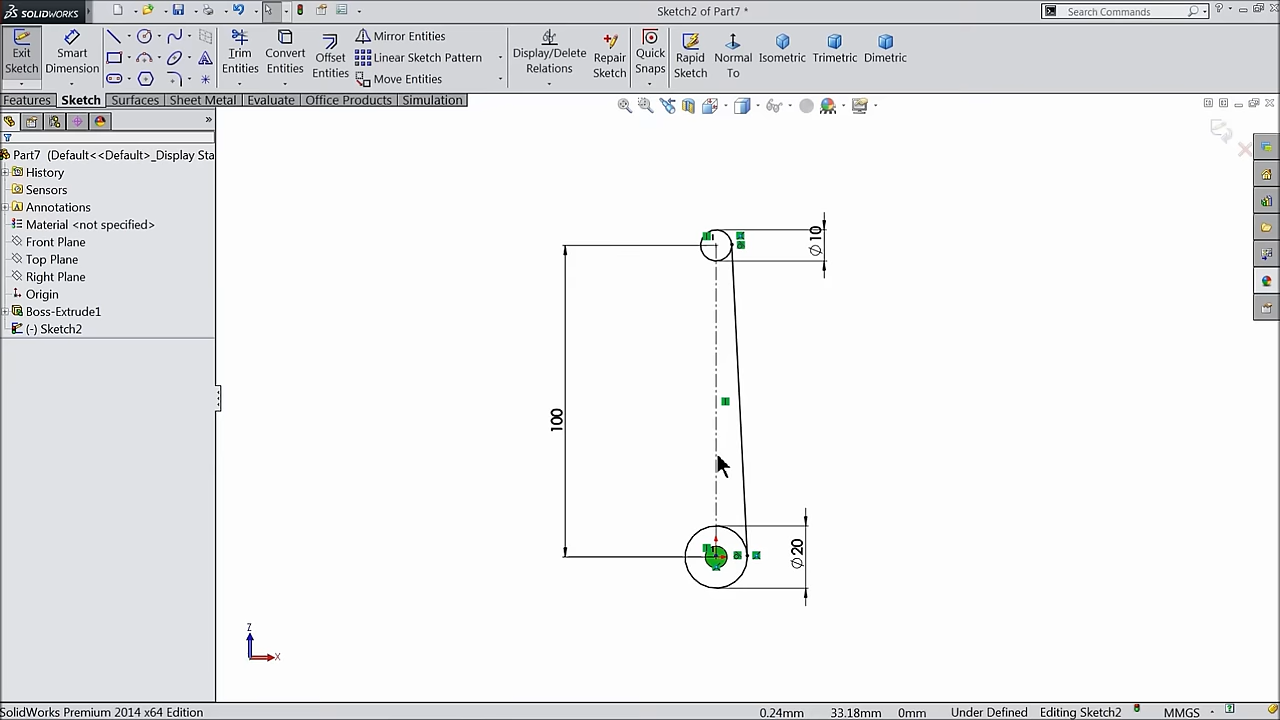 SOLIDWORKS
Sketch2 of Part7 *
Search Commands
Exit Sketch
Smart Dimension
Trim Entities
Convert Entities
Offset Entities
Mirror Entities
Linear Sketch Pattern
Move Entities
Display/Delete Relations
Repair Sketch
Quick Snaps
Rapid Sketch
Normal To
Isometric
Trimetric
Dimetric
Features
Sketch
Surfaces
Sheet Metal
Evaluate
Office Products
Simulation
Part7 (Default<<Default>_Display Sta
History
Sensors
Annotations
Material <not specified>
Front Plane
Top Plane
Right Plane
Origin
Boss-Extrude1
(-) Sketch2
∅10
100
∅20
Z
X
SolidWorks Premium 2014 x64 Edition
0.24mm 33.18mm 0mm Under Defined Editing Sketch2 MMGS